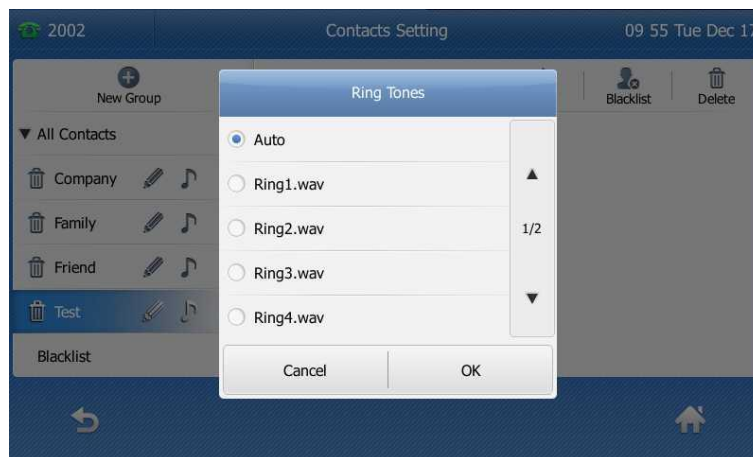 2002 Contacts Setting 09 55 Tue Dec 17
New Group
Blacklist Delete
Ring Tones
All Contacts
Company
Family
Friend
Test
Blacklist
Auto
Ring1.wav
Ring2.wav
Ring3.wav
Ring4.wav
1/2
Cancel OK